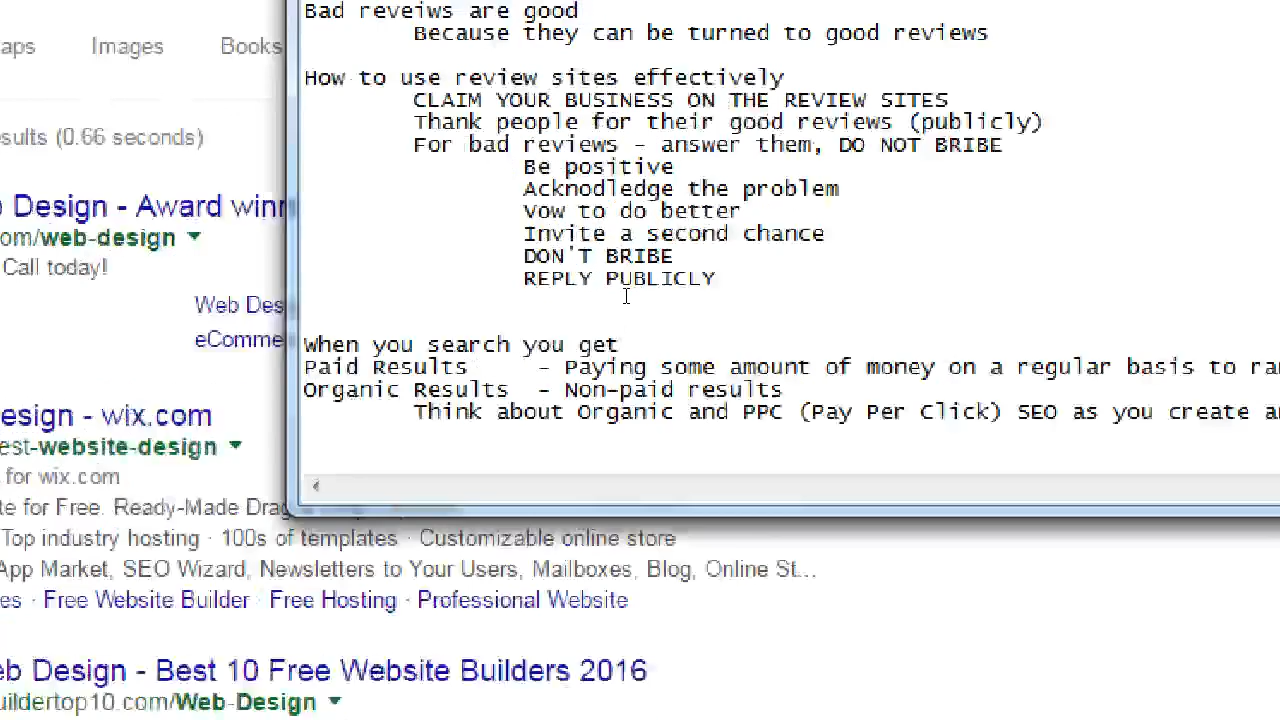 aps Images Books
esults (0.66 seconds)
Design - Award winn
om/web-design
Call today!
Web Des
eComme
esign - wix.com
est-website-design
for wix.com
te for Free. Ready-Made Drag
Top industry hosting · 100s of templates · Customizable online store
App Market, SEO Wizard, Newsletters to Your Users, Mailboxes, Blog, Online St...
es · Free Website Builder · Free Hosting · Professional Website
eb Design - Best 10 Free Website Builders 2016
uildertop10.com/Web-Design
Bad reveiws are good
Because they can be turned to good reviews
How to use review sites effectively
CLAIM YOUR BUSINESS ON THE REVIEW SITES
Thank people for their good reviews (publicly)
For bad reviews - answer them, DO NOT BRIBE
Be positive
Acknodledge the problem
Vow to do better
Invite a second chance
DON'T BRIBE
REPLY PUBLICLY
When you search you get
Paid Results - Paying some amount of money on a regular basis to ra
Organic Results - Non-paid results
Think about Organic and PPC (Pay Per Click) SEO as you create a